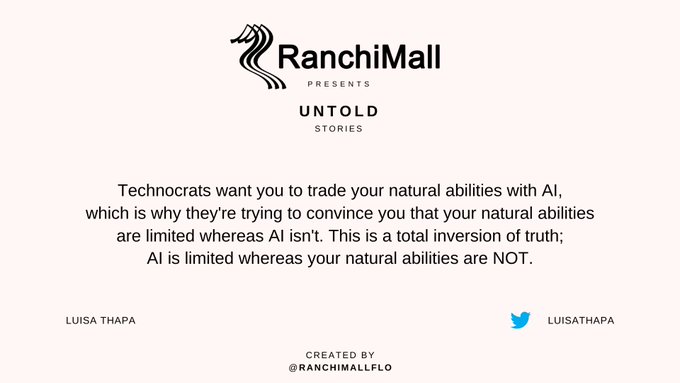 RanchiMall
PRESENTS
UNTOLD
STORIES
Technocrats want you to trade your natural abilities with AI,
which is why they're trying to convince you that your natural abilities
are limited whereas AI isn't. This is a total inversion of truth;
AI is limited whereas your natural abilities are NOT.
LUISA THAPA
LUISATHAPA
CREATED BY
@RANCHIMALLFLO